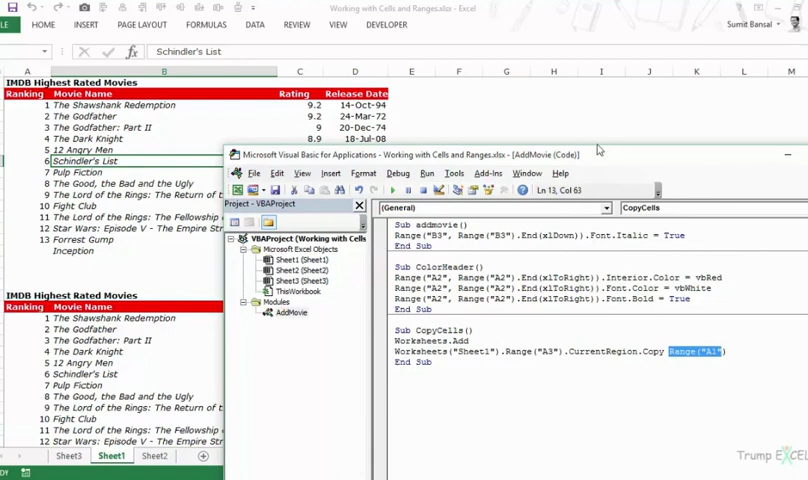 Working with Cells and Ranges.xlsx - Excel
HOME INSERT PAGE LAYOUT FORMULAS DATA REVIEW VIEW DEVELOPER
Sumit Bansal
fx Schindler's List
A B C D E F G H I J K L M
IMDB Highest Rated Movies
Ranking Movie Name Rating Release Date
1 The Shawshank Redemption 9.2 14-Oct-94
2 The Godfather 9.2 24-Mar-72
3 The Godfather: Part II 9 20-Dec-74
4 The Dark Knight 8.9 18-Jul-08
5 12 Angry Men
6 Schindler's List
7 Pulp Fiction
8 The Good, the Bad and the Ugly
9 The Lord of the Rings: The Return of t
10 Fight Club
11 The Lord of the Rings: The Fellowship
12 Star Wars: Episode V - The Empire Str
13 Forrest Gump
Inception
IMDB Highest Rated Movies
Ranking Movie Name
1 The Shawshank Redemption
2 The Godfather
3 The Godfather: Part II
4 The Dark Knight
5 12 Angry Men
6 Schindler's List
7 Pulp Fiction
8 The Good, the Bad and the Ugly
9 The Lord of the Rings: The Return of t
10 Fight Club
11 The Lord of the Rings: The Fellowship
12 Star Wars: Episode V - The Empire Str
Sheet3 Sheet1 Sheet2
Microsoft Visual Basic for Applications - Working with Cells and Ranges.xlsx - [AddMovie (Code)]
File Edit View Insert Format Debug Run Tools Add-Ins Window Help
Ln 13, Col 63
Project - VBAProject
VBAProject (Working with Cells
Microsoft Excel Objects
Sheet1 (Sheet1)
Sheet2 (Sheet2)
Sheet3 (Sheet3)
ThisWorkbook
Modules
AddMovie
(General) CopyCells
Sub addmovie()
Range("B3", Range("B3").End(xlDown)).Font.Italic = True
End Sub
Sub ColorHeader()
Range("A2", Range("A2").End(xlToRight)).Interior.Color = vbRed
Range("A2", Range("A2").End(xlToRight)).Font.Color = vbWhite
Range("A2", Range("A2").End(xlToRight)).Font.Bold = True
End Sub
Sub CopyCells()
Worksheets.Add
Worksheets("Sheet1").Range("A3").CurrentRegion.Copy Range("A1")
End Sub
Trump EXCEL